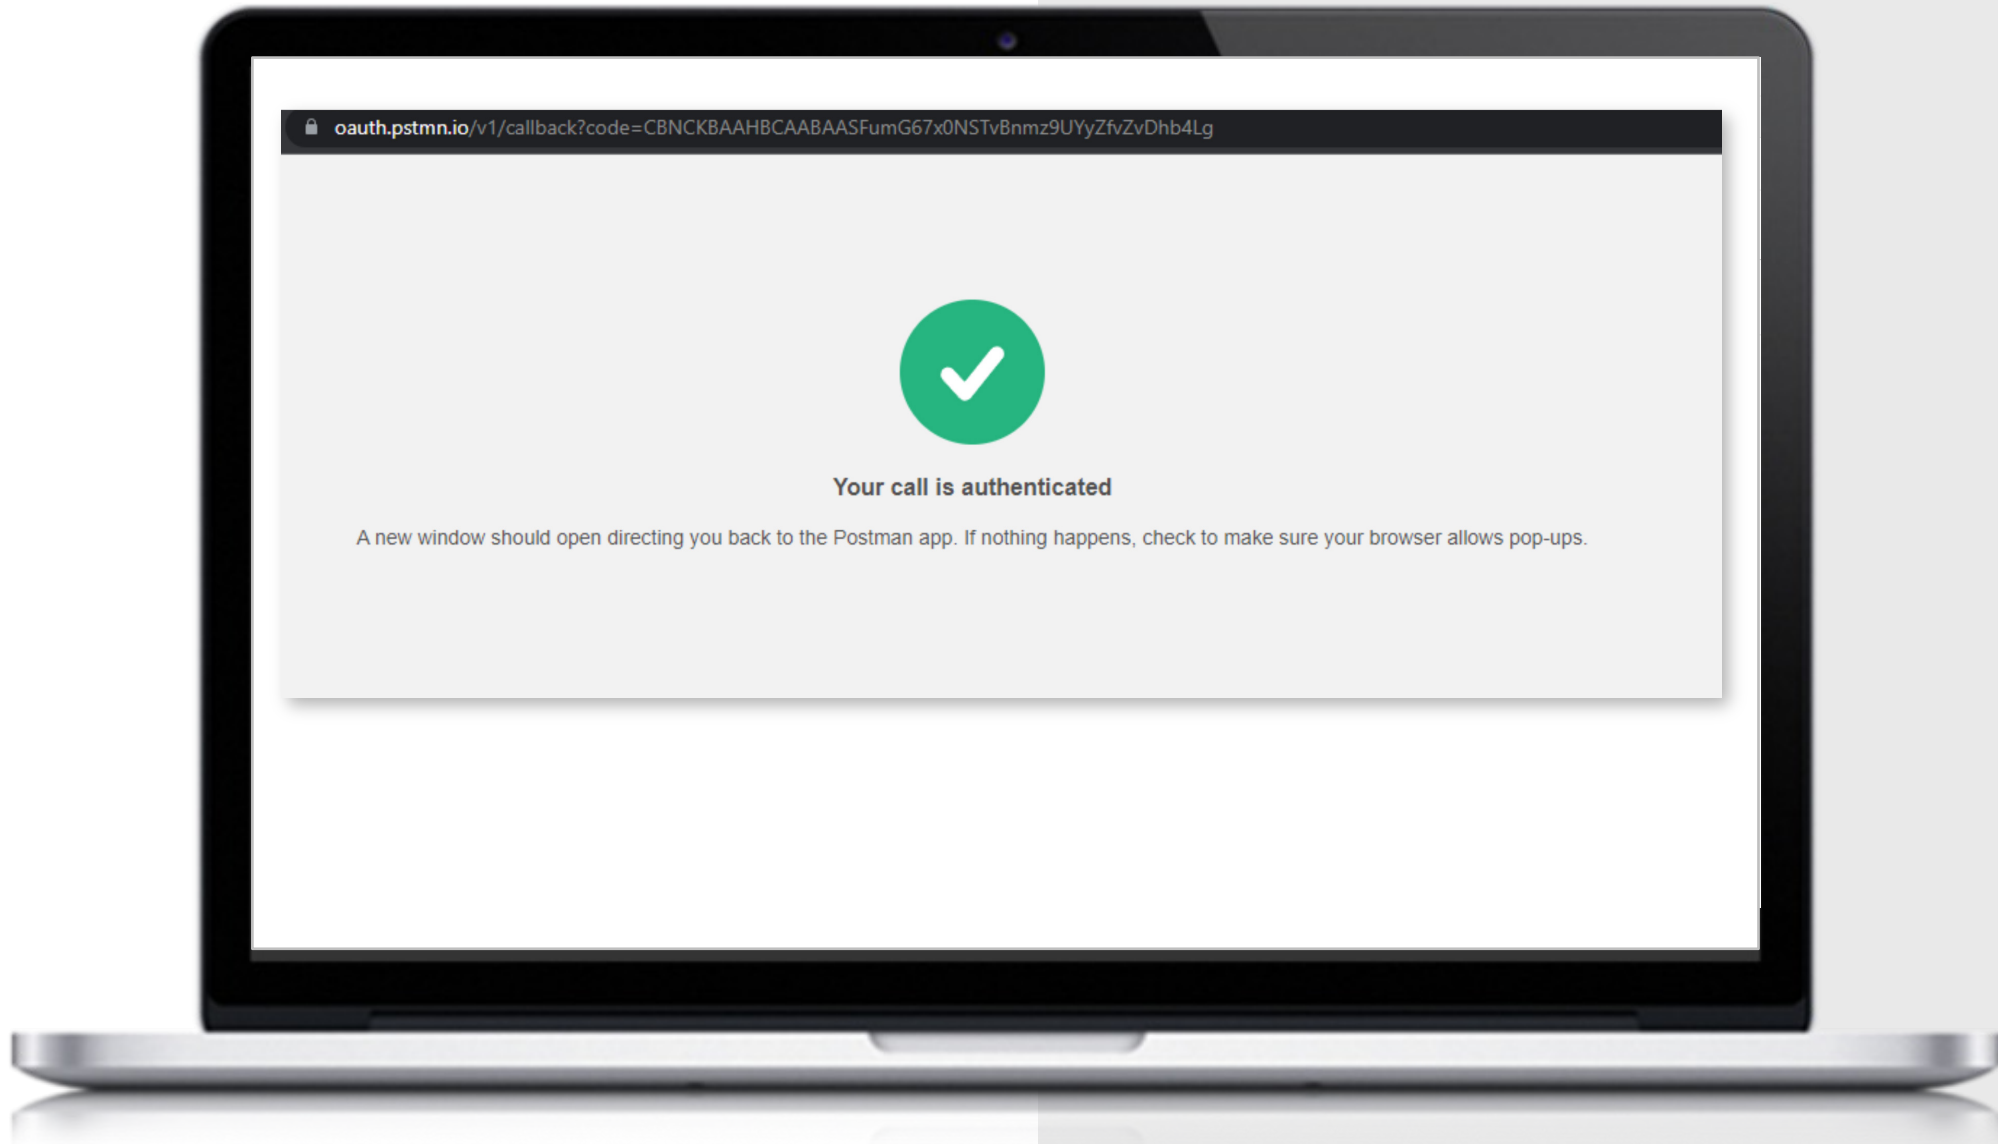 oauth.pstmn.io/v1/callback?code=CBNCKBAAHBCAABAASFumG67x0NSTvBnmz9UYyZfvZvDhb4Lg
Your call is authenticated
A new window should open directing you back to the Postman app. If nothing happens, check to make sure your browser allows pop-ups.